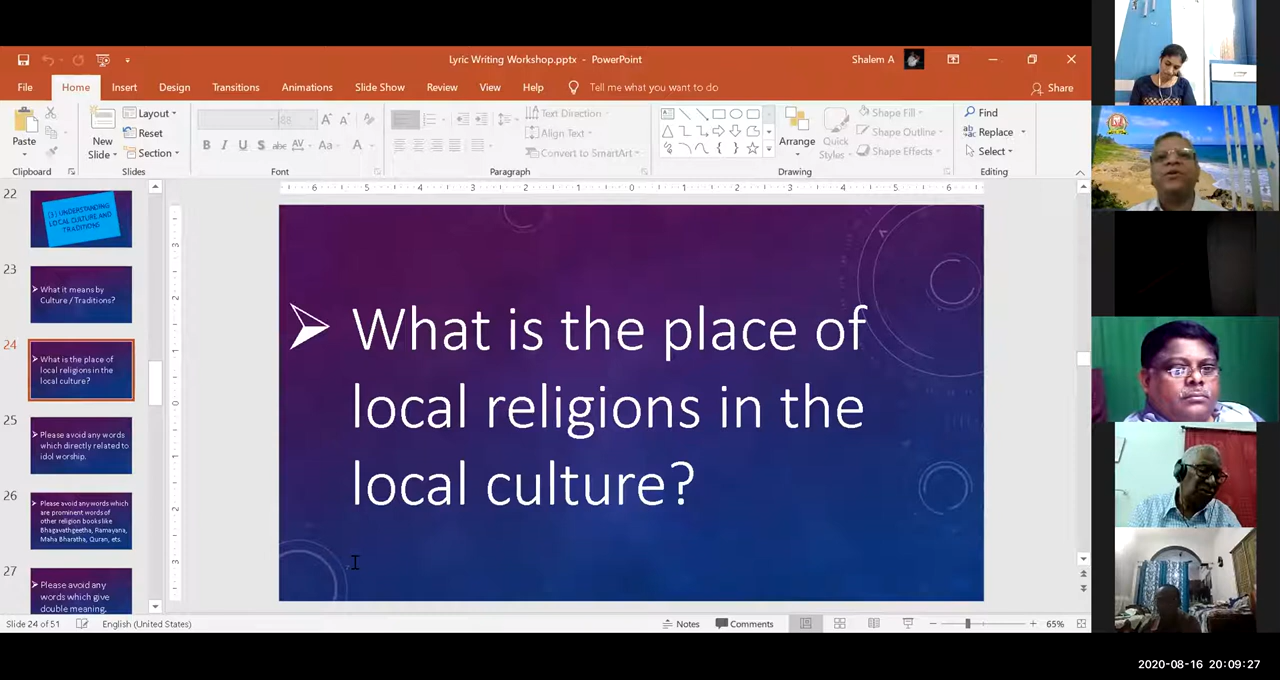 Lyric Writing Workshop.pptx - PowerPoint
Shalem A
File Home Insert Design Transitions Animations Slide Show Review View Help Tell me what you want to do
Share
Paste
New
Slide
Layout
Reset
Section
88
B I U S abc AV Aa A
Text Direction
Align Text
Convert to SmartArt
Arrange
Quick
Styles
Shape Fill
Shape Outline
Shape Effects
Find
Replace
Select
Clipboard
Slides
Font
Paragraph
Drawing
Editing
22
[3] UNDERSTANDING
LOCAL CULTURE AND
TRADITIONS
23
What it means by
Culture / Traditions?
24
What is the place of
local religions in the
local culture?
25
Please avoid any words
which directly related to
idol worship.
26
Please avoid any words which
are prominent words of
other religion books like
Bhagavathgeetha, Ramayana,
Maha Bharatha, Quran, ets.
27
Please avoid any
words which give
double meaning,
What is the place of
local religions in the
local culture?
Slide 24 of 51 English (United States)
Notes Comments 65%
2020-08-16 20:09:27